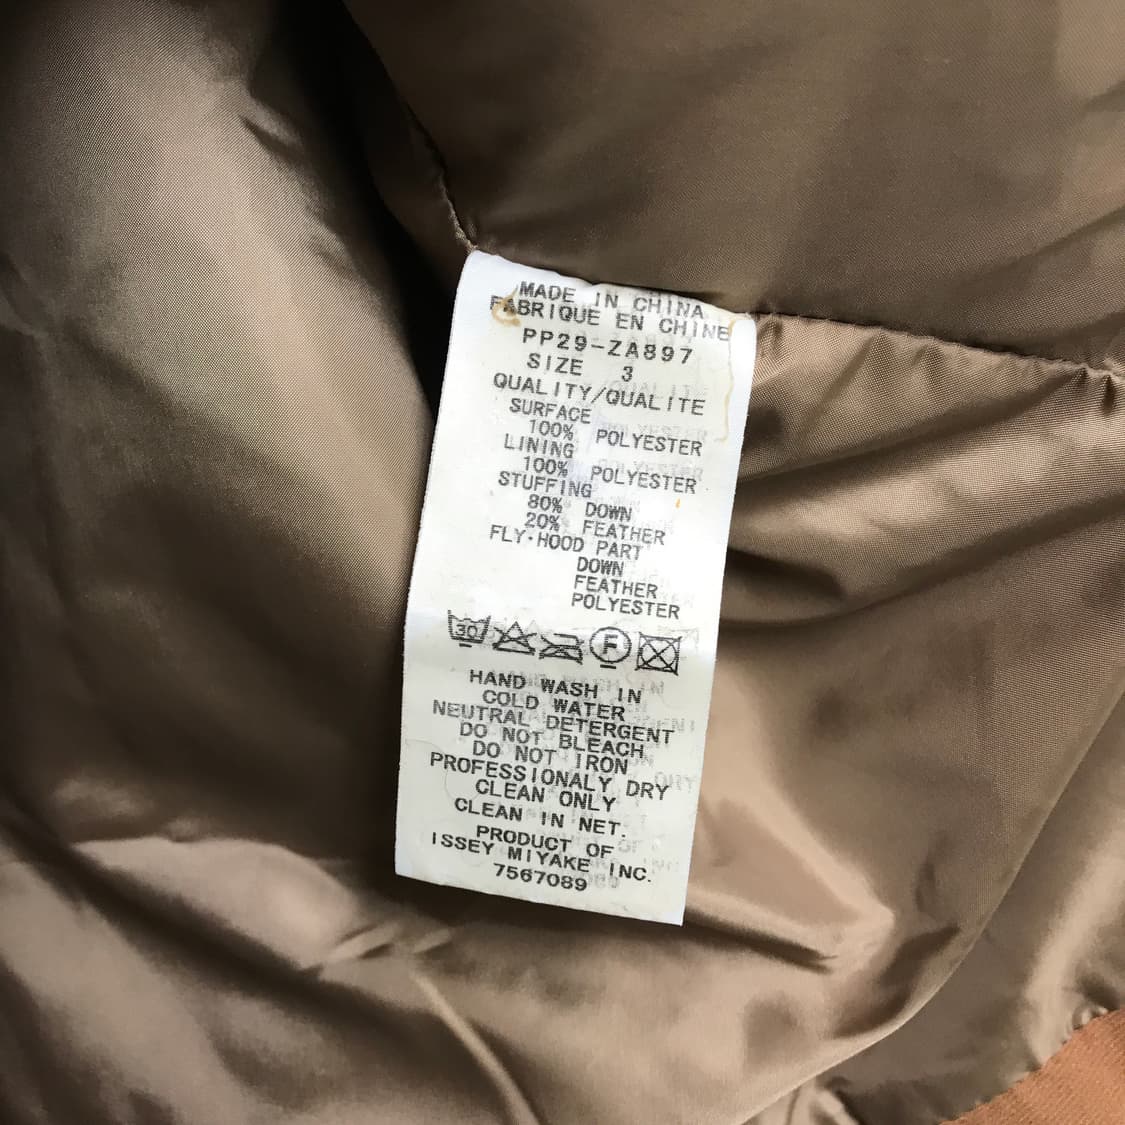 MADE IN CHINA
FABRIQUE EN CHINE
PP29-ZA897
SIZE 3
QUALITY/QUALITE
SURFACE
100% POLYESTER
LINING
100% POLYESTER
STUFFING
80% DOWN
20% FEATHER
FLY·HOOD PART
DOWN
FEATHER
POLYESTER
30 F
HAND WASH IN
COLD WATER
NEUTRAL DETERGENT
DO NOT BLEACH
DO NOT IRON
PROFESSIONALY DRY
CLEAN ONLY
CLEAN IN NET.
PRODUCT OF
ISSEY MIYAKE INC.
7567089